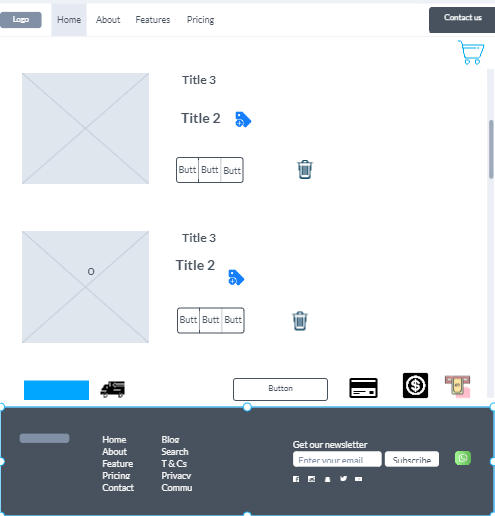 Logo
Home
About
Features
Pricing
Contact us
Title 3
Title 2
Butt Butt Butt
Title 3
O
Title 2
Butt Butt Butt
Button
Home
About
Feature
Pricing
Contact
Blog
Search
T & Cs
Privacy
Commu
Get our newsletter
Enter your email
Subscribe